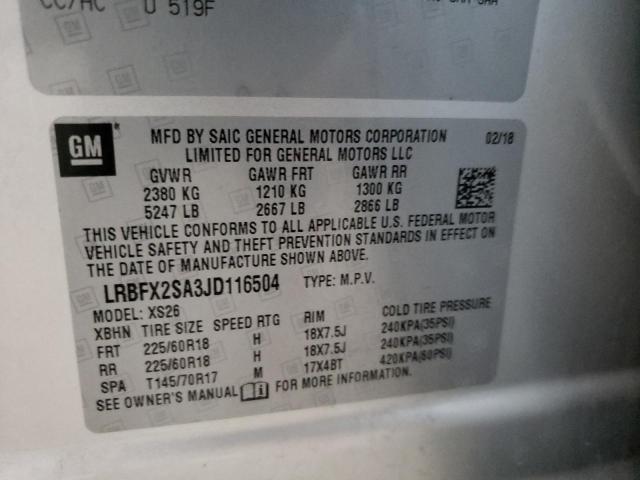 CC/AC U 519F
GM
MFD BY SAIC GENERAL MOTORS CORPORATION 02/18
LIMITED FOR GENERAL MOTORS LLC
GVWR GAWR FRT GAWR RR
2380 KG 1210 KG 1300 KG
5247 LB 2667 LB 2866 LB
THIS VEHICLE CONFORMS TO ALL APPLICABLE U.S. FEDERAL MOTOR
VEHICLE SAFETY AND THEFT PREVENTION STANDARDS IN EFFECT ON
THE DATE OF MANUFACTURE SHOWN ABOVE.
LRBFX2SA3JD116504 TYPE: M.P.V.
MODEL: XS26
XBHN TIRE SIZE SPEED RTG RIM COLD TIRE PRESSURE
FRT 225/60R18 H 18X7.5J 240KPA(35PSI)
RR 225/60R18 H 18X7.5J 240KPA(35PSI)
SPA T145/70R17 M 17X4BT 420KPA(60PSI)
SEE OWNER'S MANUAL FOR MORE INFORMATION.